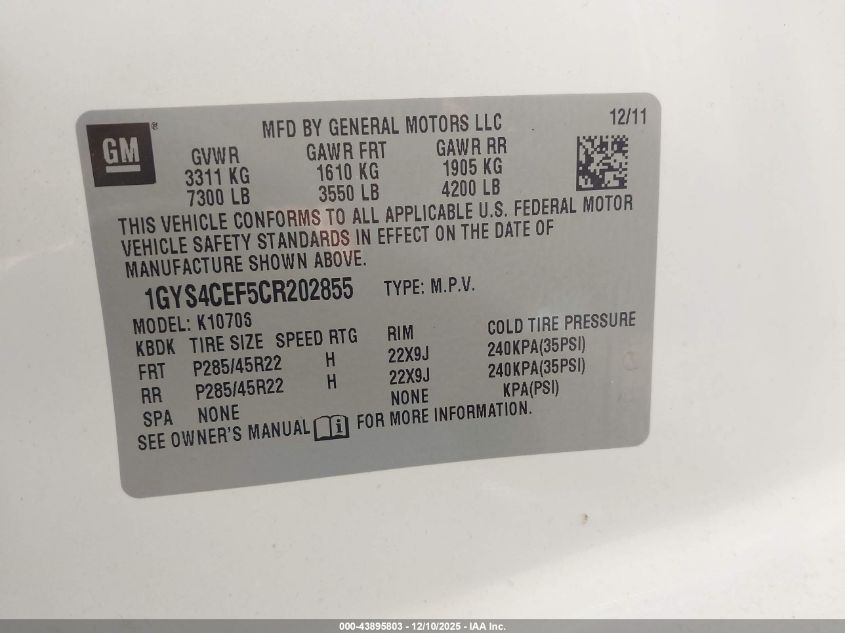 GM ®
MFD BY GENERAL MOTORS LLC 12/11
GVWR GAWR FRT GAWR RR
3311 KG 1610 KG 1905 KG
7300 LB 3550 LB 4200 LB
THIS VEHICLE CONFORMS TO ALL APPLICABLE U.S. FEDERAL MOTOR
VEHICLE SAFETY STANDARDS IN EFFECT ON THE DATE OF
MANUFACTURE SHOWN ABOVE.
1GYS4CEF5CR202855 TYPE: M.P.V.
MODEL: K10706
KBDK TIRE SIZE SPEED RTG RIM COLD TIRE PRESSURE
FRT P285/45R22 H 22X9J 240KPA(35PSI)
RR P285/45R22 H 22X9J 240KPA(35PSI)
SPA NONE NONE KPA(PSI)
SEE OWNER'S MANUAL i FOR MORE INFORMATION.
000-43895803 - 12/10/2025 - IAA Inc.